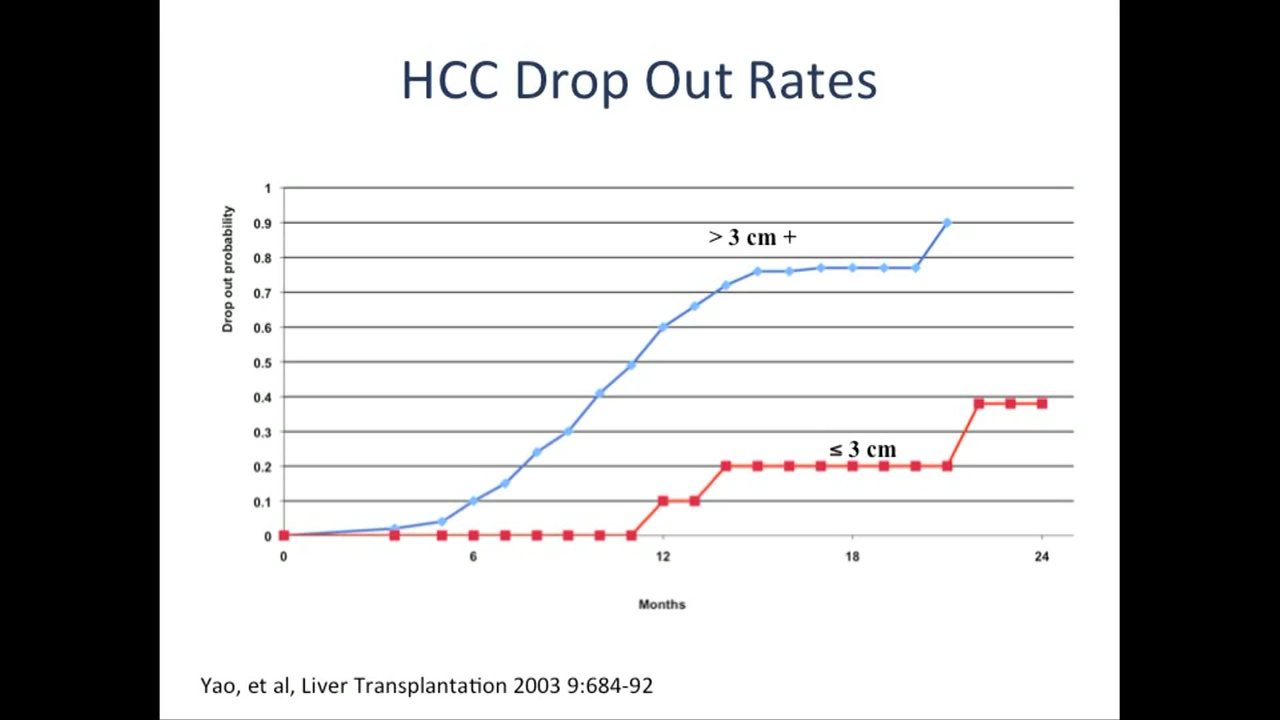 HCC Drop Out Rates
Drop out probability
1
0.9
0.8
0.7
0.6
0.5
0.4
0.3
0.2
0.1
0
> 3 cm +
≤ 3 cm
0 6 12 18 24
Months
Yao, et al, Liver Transplantation 2003 9:684-92